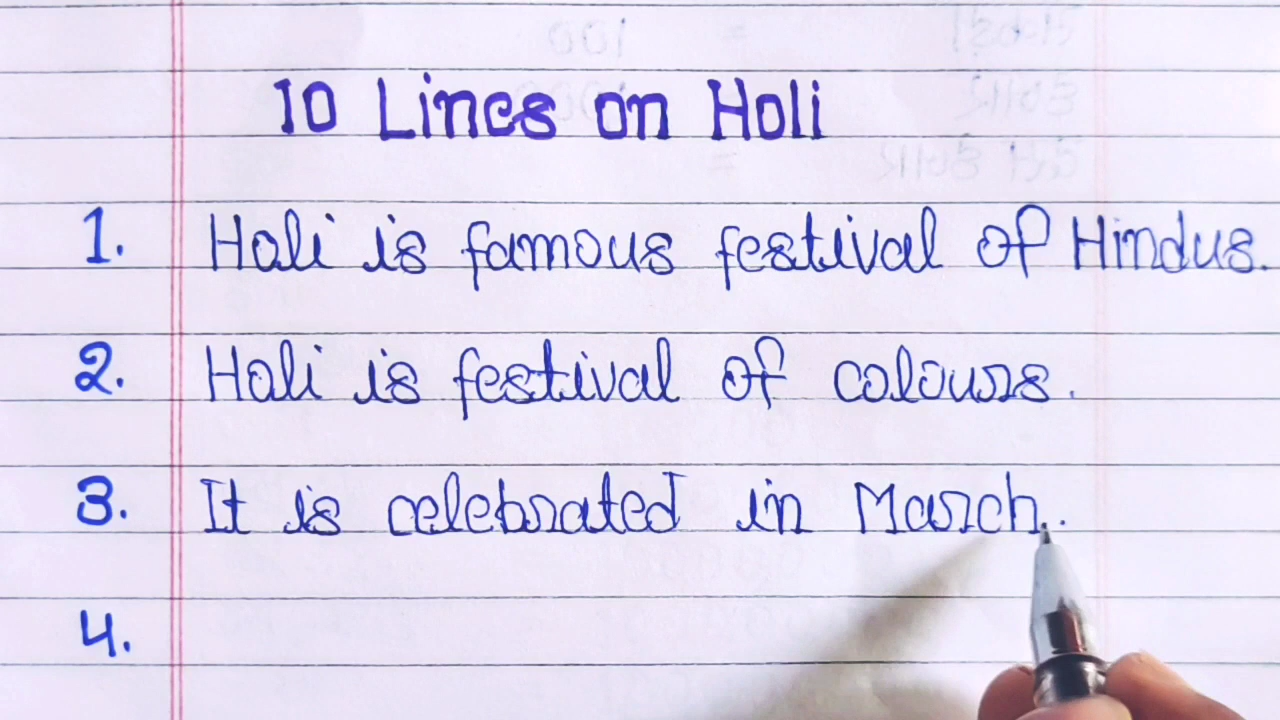 10 Lines on Holi
1. Holi is famous festival of Hindus.
2. Holi is festival of colours.
3. It is celebrated in March.
4.